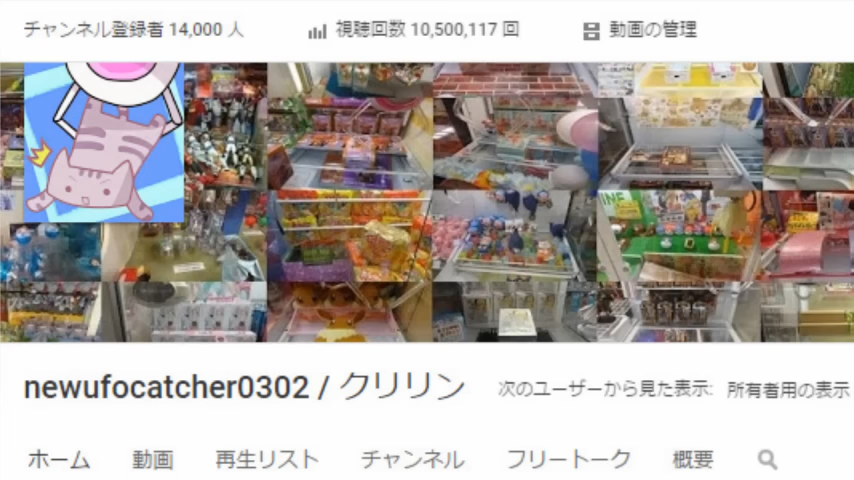 チャンネル登録者 14,000 人 視聴回数 10,500,117 回 動画の管理
newufocatcher0302 / クリリン 次のユーザーから見た表示: 所有者用の表示
ホーム 動画 再生リスト チャンネル フリートーク 概要